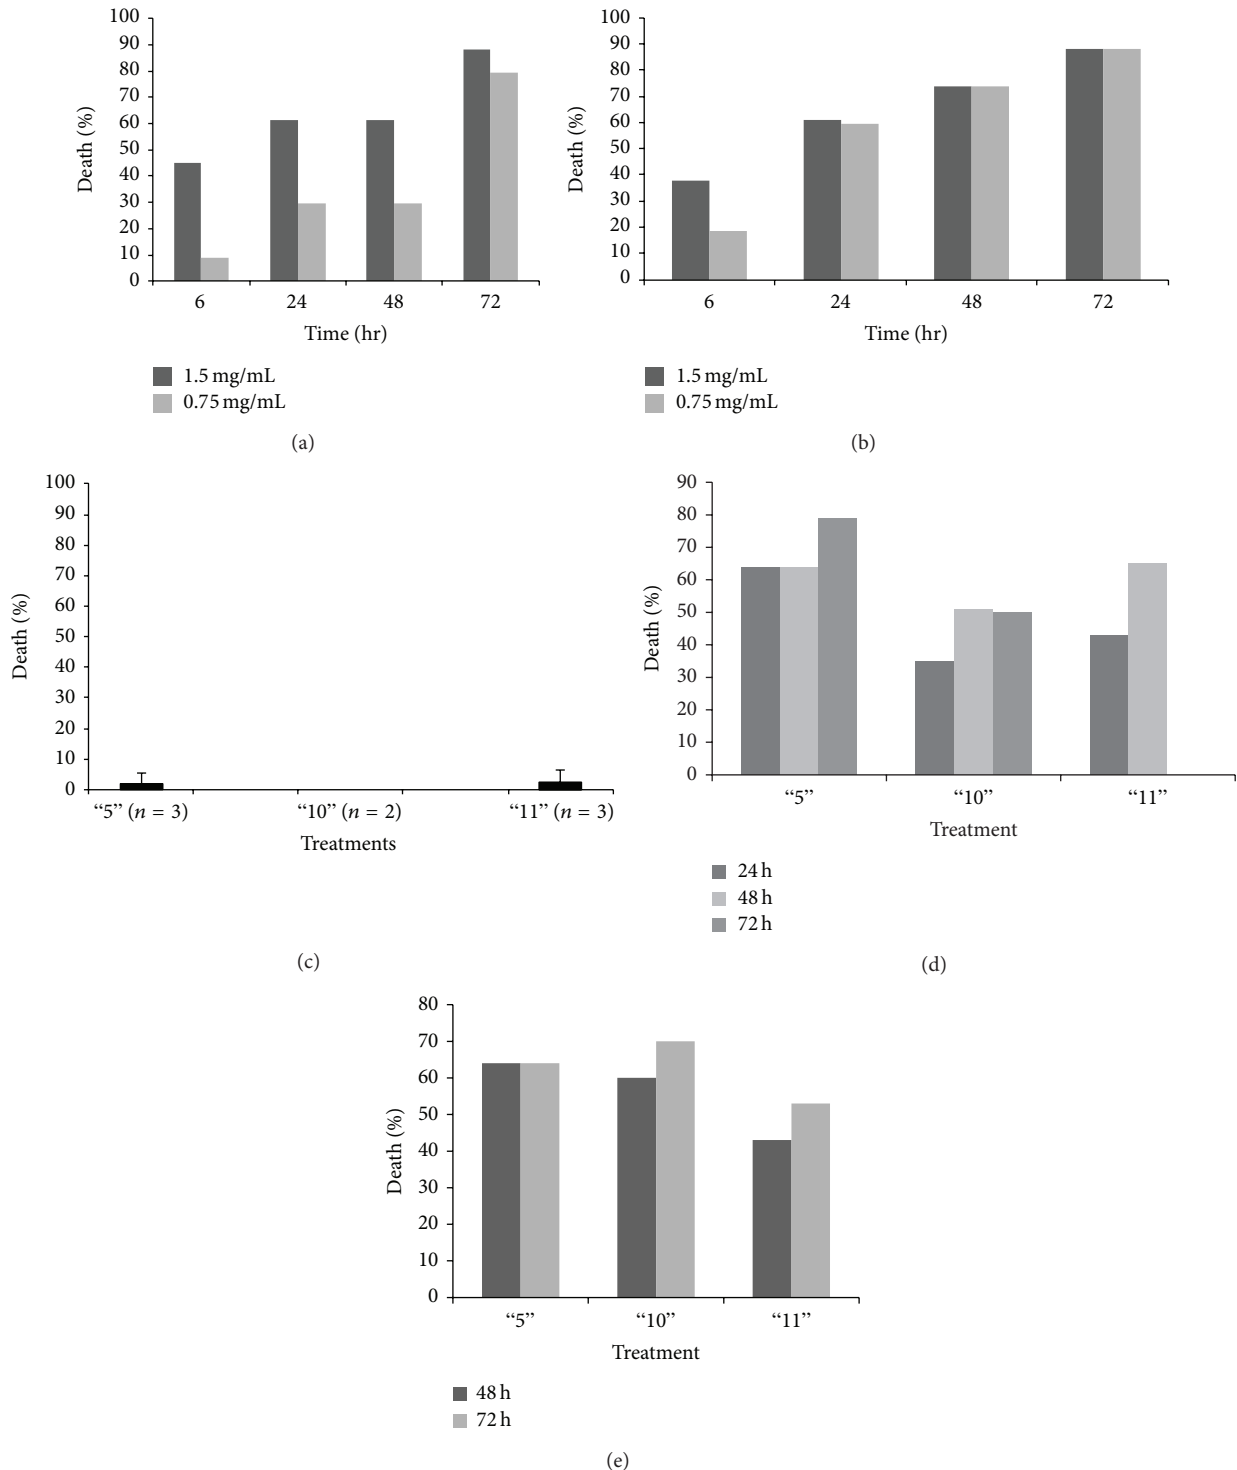 100
90
80
70
60
50
40
30
20
10
0
Death (%)
6 24 48 72
Time (hr)
1.5 mg/mL
0.75 mg/mL
(a)
100
90
80
70
60
50
40
30
20
10
0
Death (%)
6 24 48 72
Time (hr)
1.5 mg/mL
0.75 mg/mL
(b)
100
90
80
70
60
50
40
30
20
10
0
Death (%)
“5” (n = 3) “10” (n = 2) “11” (n = 3)
Treatments
(c)
90
80
70
60
50
40
30
20
10
0
Death (%)
“5” “10” “11”
Treatment
24 h
48 h
72 h
(d)
80
70
60
50
40
30
20
10
0
Death (%)
“5” “10” “11”
Treatment
48 h
72 h
(e)